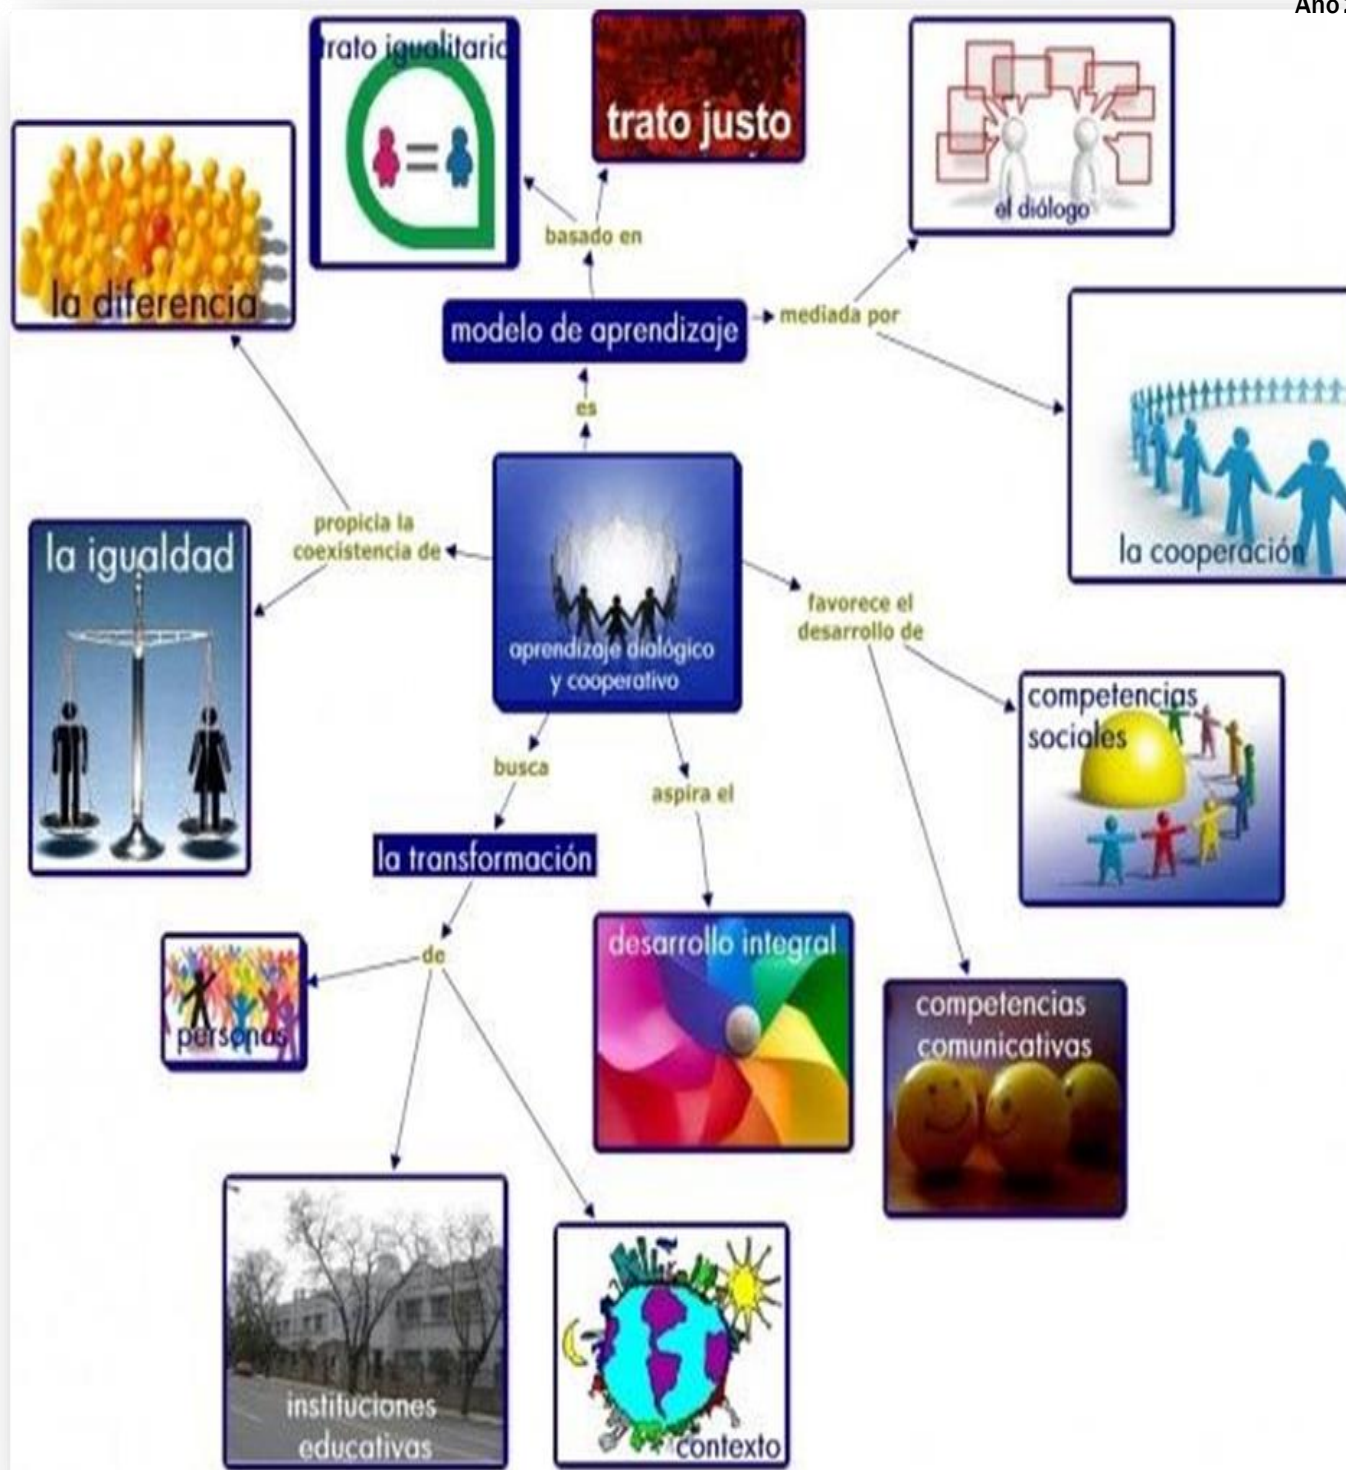 Año
trato igualitario
trato justo
el diálogo
la diferencia
basado en
modelo de aprendizaje
mediada por
es
la cooperación
la igualdad
propicia la
coexistencia de
aprendizaje dialógico
y cooperativo
favorece el
desarrollo de
competencias
sociales
busca
aspira el
la transformación
de
personas
desarrollo integral
competencias
comunicativas
instituciones
educativas
contexto